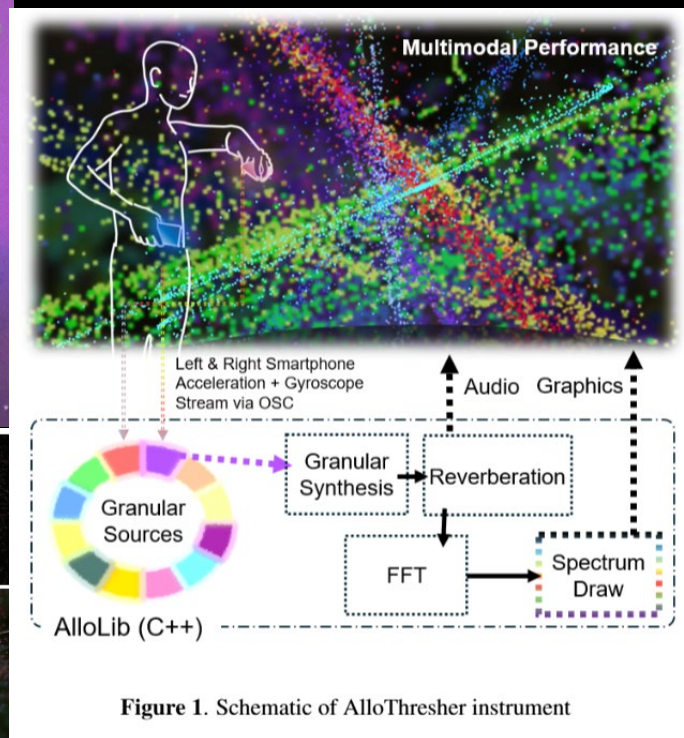 Multimodal Performance
Left & Right Smartphone
Acceleration + Gyroscope
Stream via OSC
Audio
Graphics
Granular
Sources
Granular
Synthesis
Reverberation
FFT
Spectrum
Draw
AlloLib (C++)
Figure 1. Schematic of AlloThresher instrument